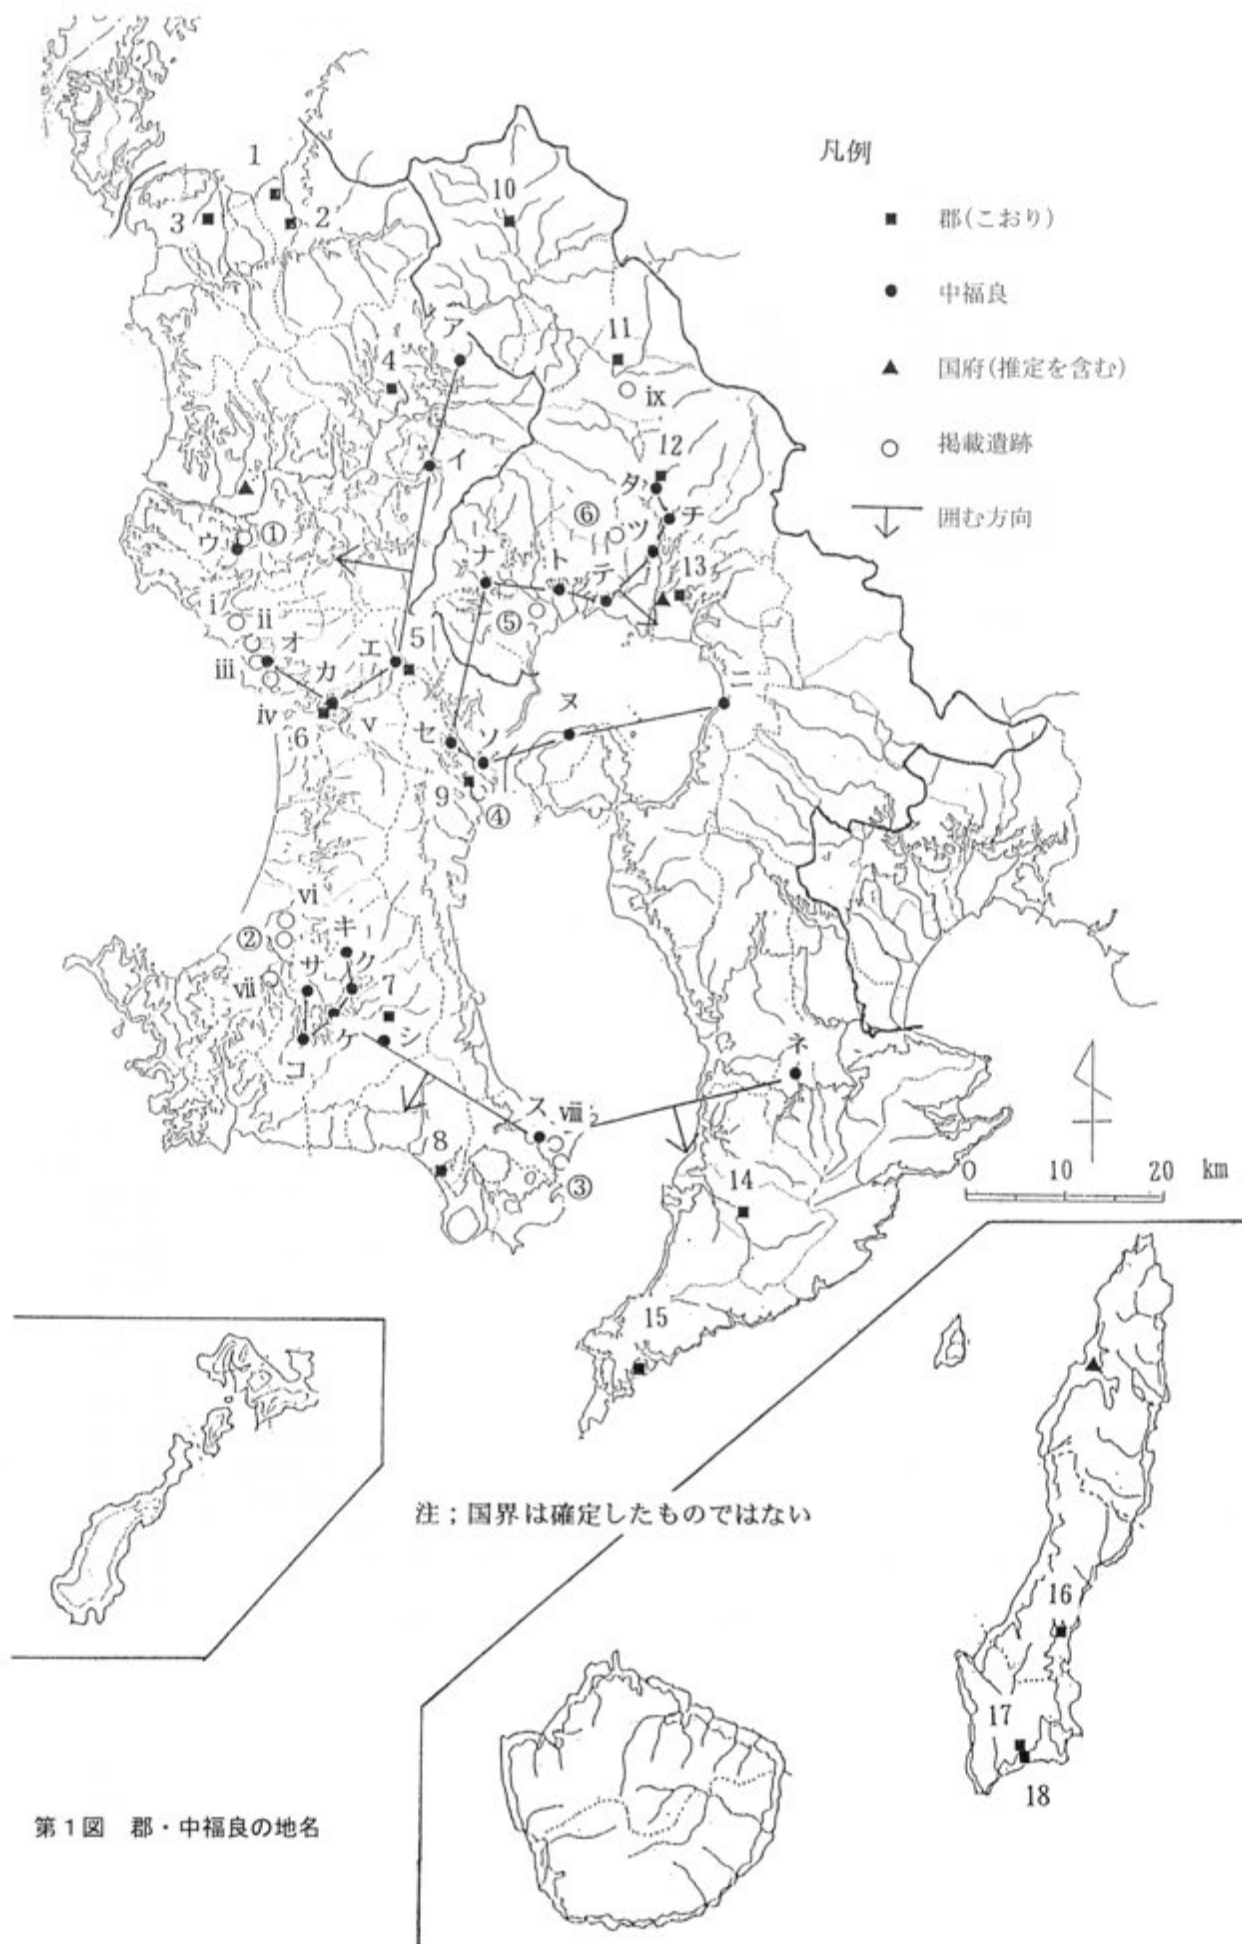 凡例
■ 郡(こおり)
● 中福良
▲ 国府(推定を含む)
○ 掲載遺跡
囲む方向
1
2
3
10
ア
4
11
ix
イ
12
タ
チ
⑥
ツ
ウ
①
ナ
ト
テ
13
i
ii
iii
オ
iv
カ
エ
5
⑤
6
v
セ
ソ
ヌ
ニ
9
④
vi
②
キ
サ
ク
vii
7
コ
ケ
シ
ネ
ス
viii
8
③
14
0 10 20 km
15
注；国界は確定したものではない
16
17
18
第1図 郡・中福良の地名